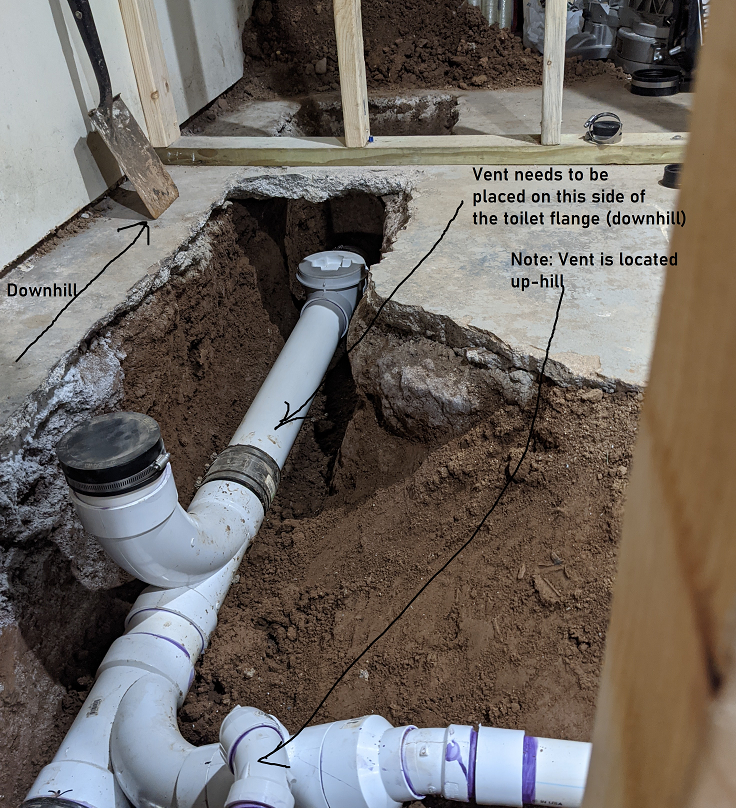 Vent needs to be
placed on this side of
the toilet flange (downhill)
Note: Vent is located
up-hill
Downhill